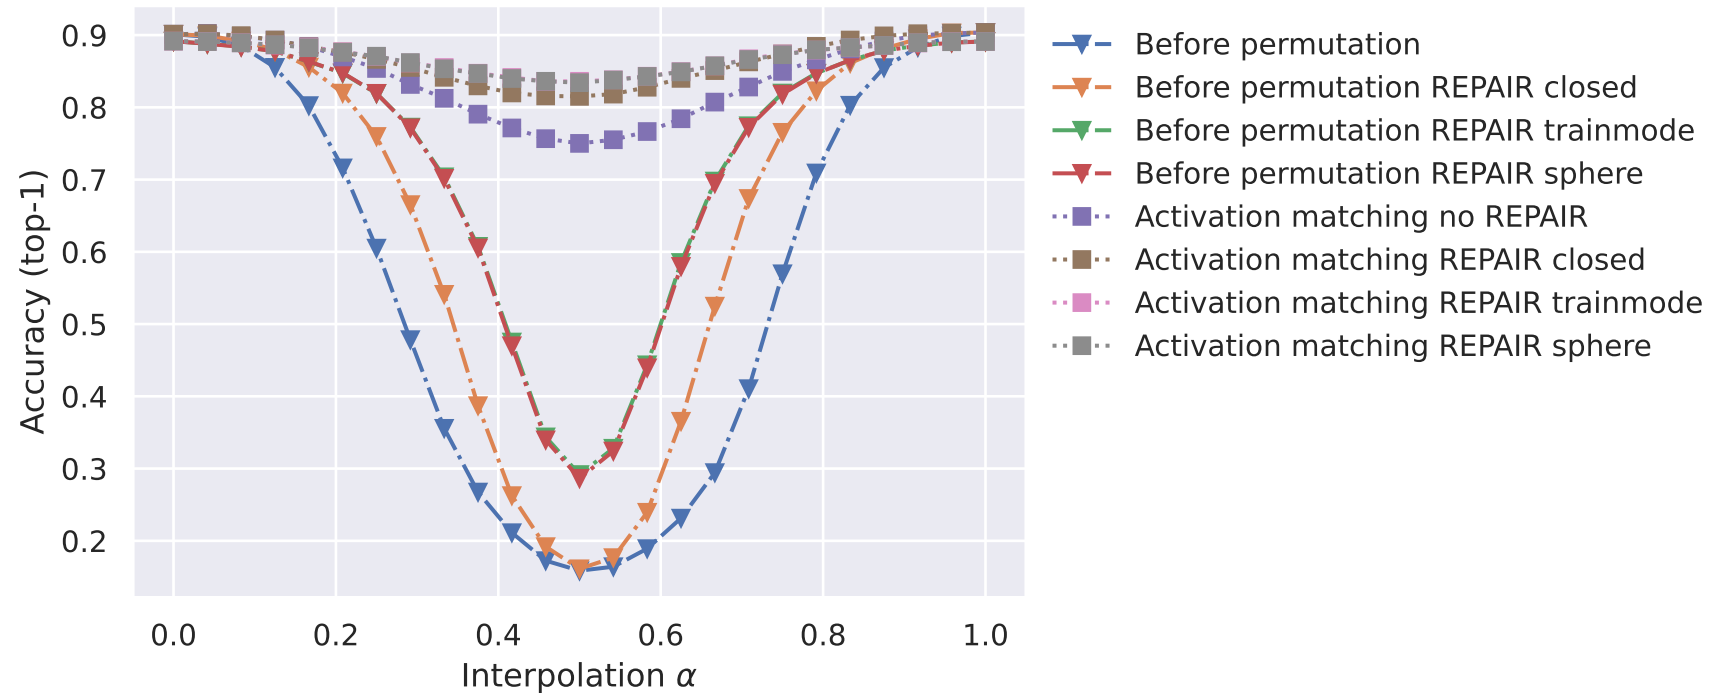 0.9
0.8
0.7
0.6
0.5
0.4
0.3
0.2
Accuracy (top-1)
0.0 0.2 0.4 0.6 0.8 1.0
Interpolation α
Before permutation
Before permutation REPAIR closed
Before permutation REPAIR trainmode
Before permutation REPAIR sphere
Activation matching no REPAIR
Activation matching REPAIR closed
Activation matching REPAIR trainmode
Activation matching REPAIR sphere